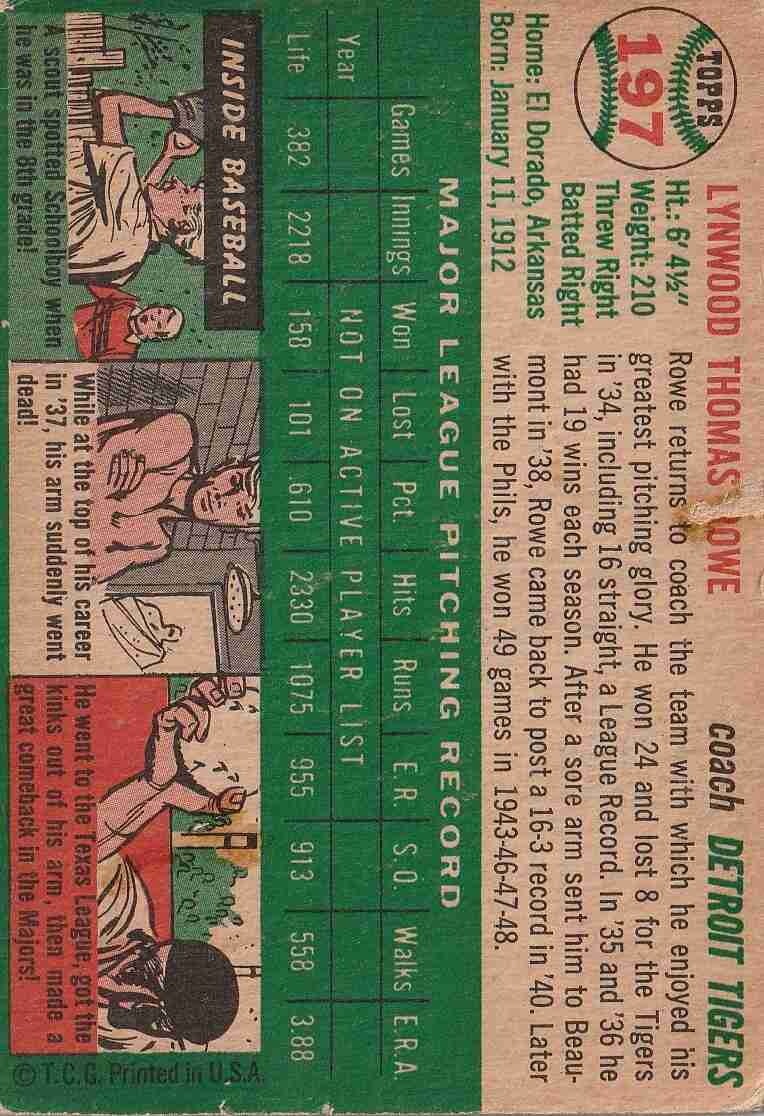 TOPPS
197
LYNWOOD THOMAS OWE
coach DETROIT TIGERS
Ht.: 6' 4½"
Weight: 210
Threw Right
Batted Right
Home: El Dorado, Arkansas
Born: January 11, 1912
Rowe returns to coach the team with which he enjoyed his
greatest pitching glory. He won 24 and lost 8 for the Tigers
in '34, including 16 straight, a League Record. In '35 and '36 he
had 19 wins each season. After a sore arm sent him to Beau-
mont in '38, Rowe came back to post a 16-3 record in '40. Later
with the Phils, he won 49 games in 1943-46-47-48.
MAJOR LEAGUE PITCHING RECORD
Games Innings Won Lost Pct. Hits Runs E.R. S.O. Walks E.R.A.
Year NOT ON ACTIVE PLAYER LIST
Life 382 2218 158 101 .610 2330 1075 955 913 558 3.88
INSIDE BASEBALL
A scout spotted Schoolboy when
he was in the 8th grade!
While at the top of his career
in '37, his arm suddenly went
dead!
He went to the Texas League, got the
kinks out of his arm, then made a
great comeback in the Majors!
© T.C.G. Printed in U.S.A.